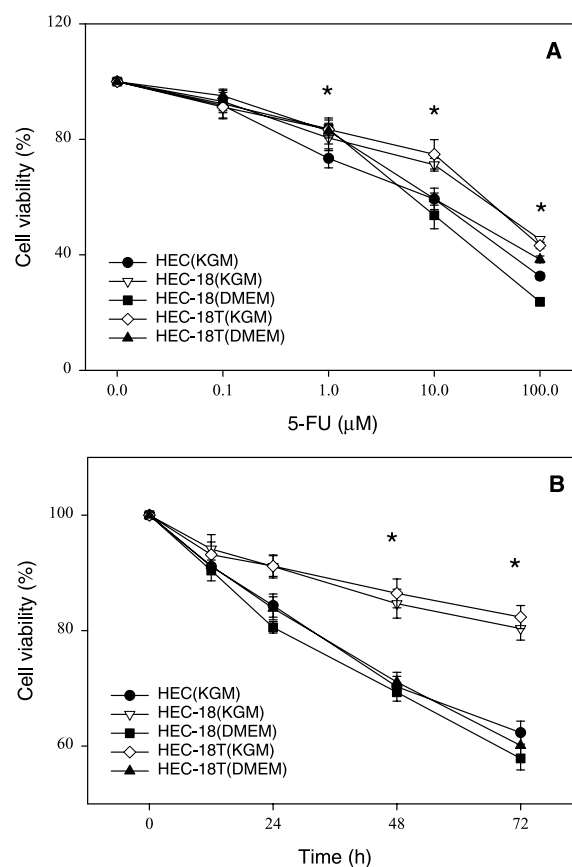 120
A
*
*
80
*
Cell viability (%)
40
HEC(KGM)
HEC-18(KGM)
HEC-18(DMEM)
HEC-18T(KGM)
HEC-18T(DMEM)
0
0.0 0.1 1.0 10.0 100.0
5-FU (μM)
B
100
*
*
Cell viability (%)
80
HEC(KGM)
HEC-18(KGM)
HEC-18(DMEM)
HEC-18T(KGM)
HEC-18T(DMEM)
60
0 24 48 72
Time (h)